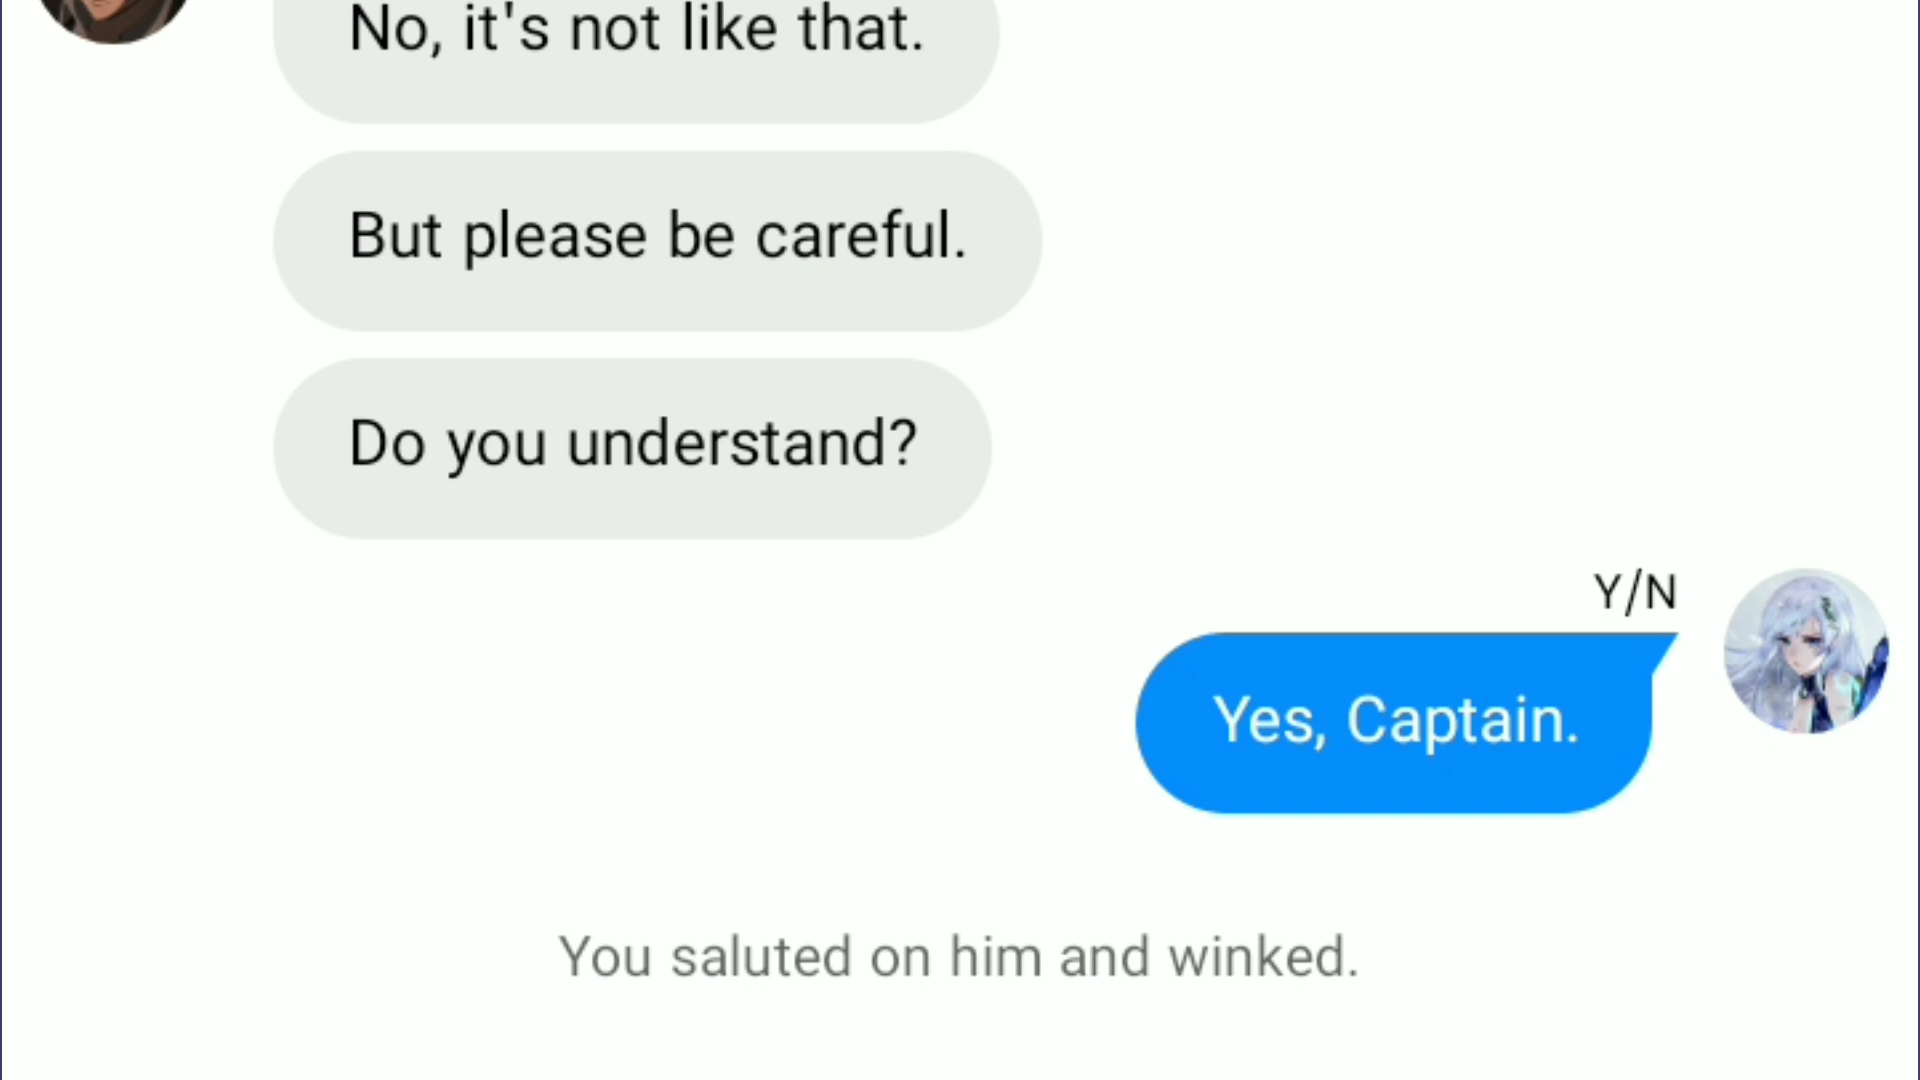 No, it's not like that.
But please be careful.
Do you understand?
Y/N
Yes, Captain.
You saluted on him and winked.